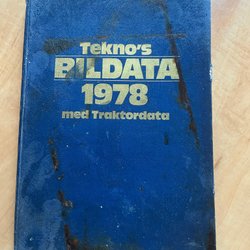 Tekno's
BILDATA
1978
med Traktordata